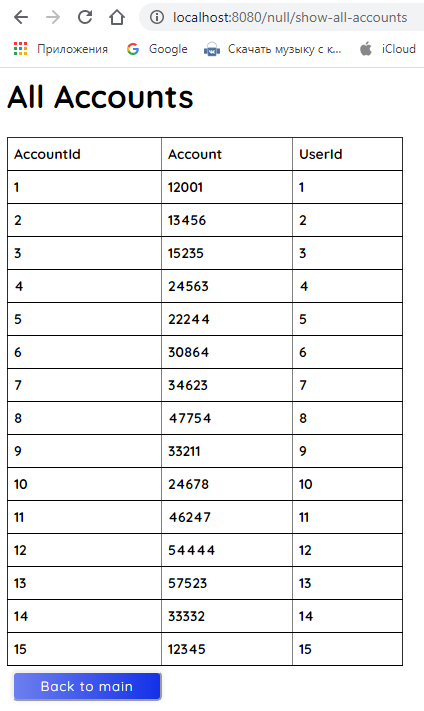 localhost:8080/null/show-all-accounts
Приложения Google Скачать музыку с к... iCloud
All Accounts
AccountId Account UserId
1 12001 1
2 13456 2
3 15235 3
4 24563 4
5 22244 5
6 30864 6
7 34623 7
8 47754 8
9 33211 9
10 24678 10
11 46247 11
12 54444 12
13 57523 13
14 33332 14
15 12345 15
Back to main